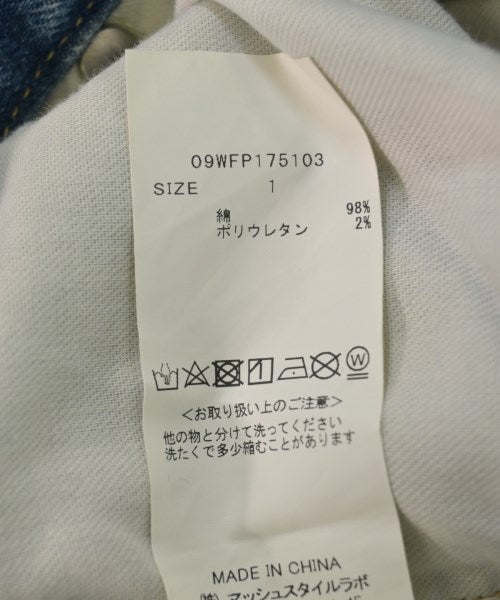 09WFP175103
SIZE 1
綿 98%
ポリウレタン 2%
W
<お取り扱い上のご注意>
他の物と分けて洗ってください
洗たくで多少縮むことがあります
MADE IN CHINA
(株)マッシュスタイルラボ